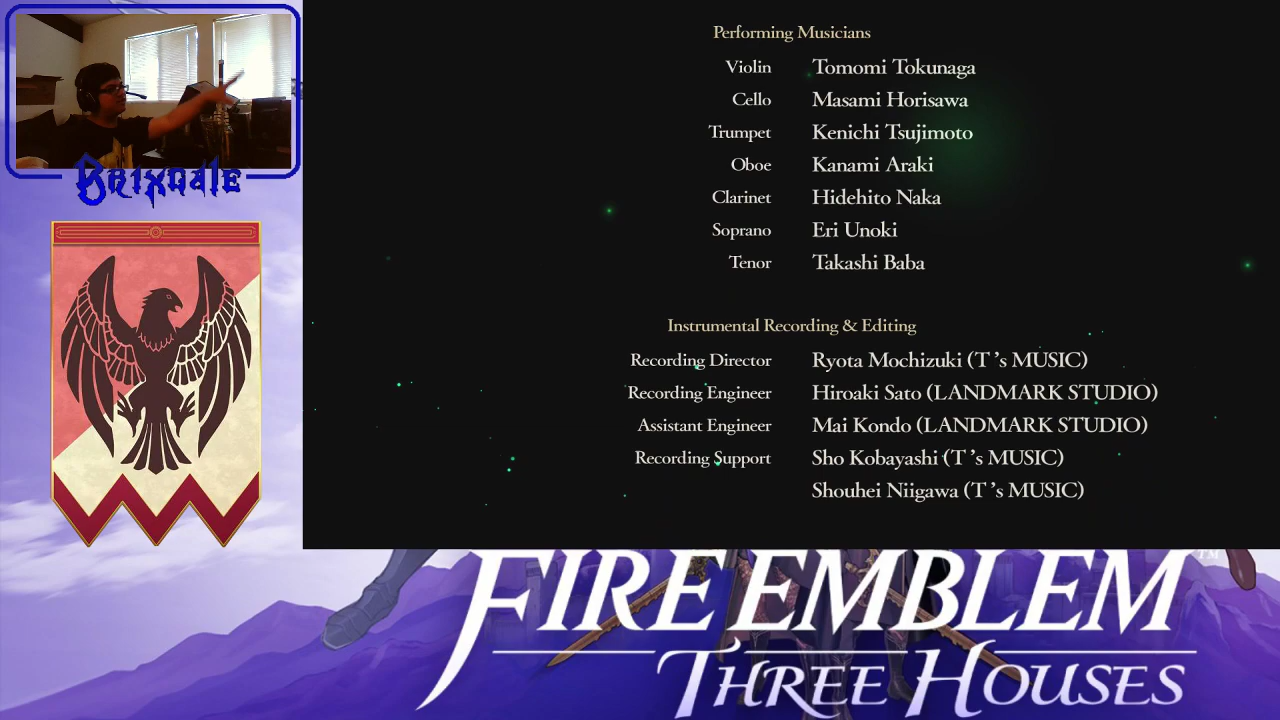 Brixdale
Performing Musicians
Violin Tomomi Tokunaga
Cello Masami Horisawa
Trumpet Kenichi Tsujimoto
Oboe Kanami Araki
Clarinet Hidehito Naka
Soprano Eri Unoki
Tenor Takashi Baba
Instrumental Recording & Editing
Recording Director Ryota Mochizuki (T's MUSIC)
Recording Engineer Hiroaki Sato (LANDMARK STUDIO)
Assistant Engineer Mai Kondo (LANDMARK STUDIO)
Recording Support Sho Kobayashi (T's MUSIC)
Shouhei Niigawa (T's MUSIC)
FIRE EMBLEM™
THREE HOUSES